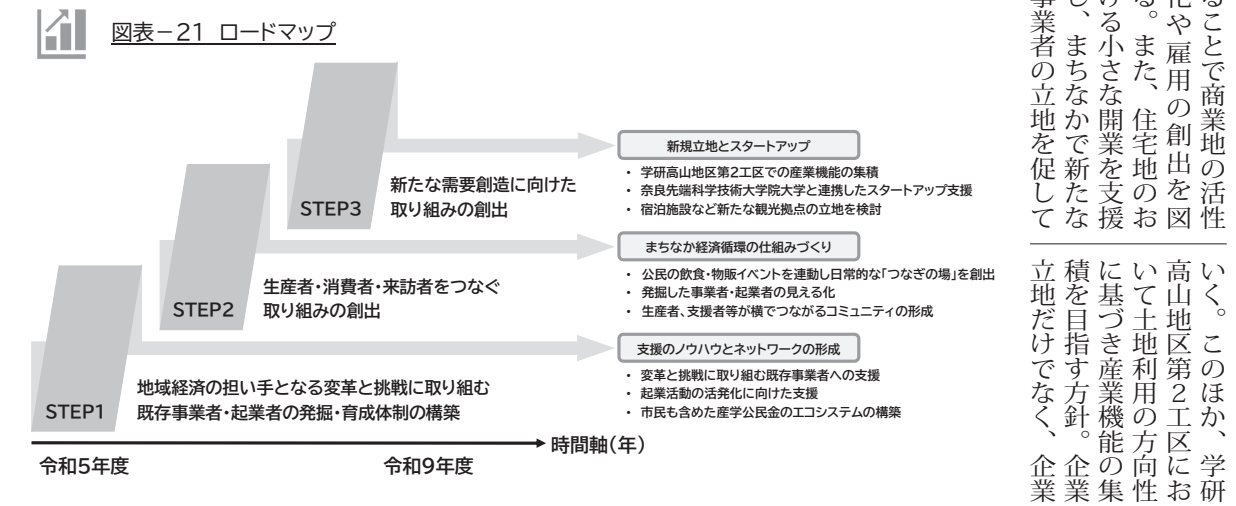 図表－21 ロードマップ
STEP3
新たな需要創造に向けた
取り組みの創出
新規立地とスタートアップ
・ 学研高山地区第2工区での産業機能の集積
・ 奈良先端科学技術大学院大学と連携したスタートアップ支援
・ 宿泊施設など新たな観光拠点の立地を検討
STEP2
生産者・消費者・来訪者をつなぐ
取り組みの創出
まちなか経済循環の仕組みづくり
・ 公民の飲食・物販イベントを連動し日常的な「つなぎの場」を創出
・ 発掘した事業者・起業者の見える化
・ 生産者、支援者等が横でつながるコミュニティの形成
STEP1
地域経済の担い手となる変革と挑戦に取り組む
既存事業者・起業者の発掘・育成体制の構築
支援のノウハウとネットワークの形成
・ 変革と挑戦に取り組む既存事業者への支援
・ 起業活動の活発化に向けた支援
・ 市民も含めた産学公民金のエコシステムの構築
時間軸(年)
令和5年度
令和9年度
ることで商業地の活性
化や雇用の創出を図
る。また、住宅地のお
ける小さな開業を支援
し、まちなかで新たな
事業者の立地を促して
いく。このほか、学研
高山地区第2工区にお
いて土地利用の方向性
に基づき産業機能の集
積を目指す方針。企業
立地だけでなく、企業